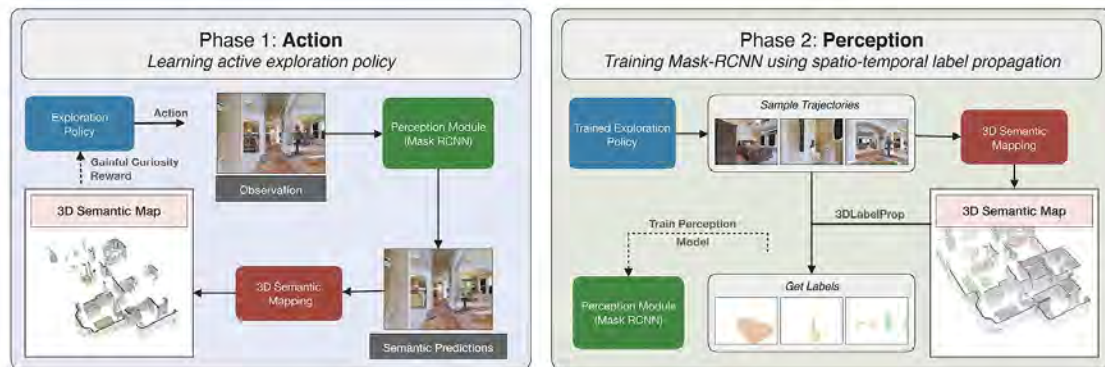 Phase 1: Action
Learning active exploration policy
Exploration
Policy
Action
Perception Module
(Mask RCNN)
Gainful Curiosity
Reward
Observation
3D Semantic Map
3D Semantic
Mapping
Semantic Predictions
Phase 2: Perception
Training Mask-RCNN using spatio-temporal label propagation
Trained Exploration
Policy
Sample Trajectories
3D Semantic
Mapping
3DLabelProp
3D Semantic Map
Train Perception
Model
Get Labels
Perception Module
(Mask RCNN)